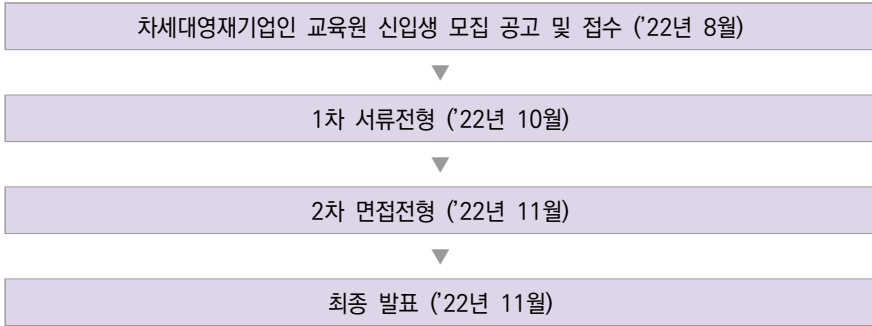 차세대영재기업인 교육원 신입생 모집 공고 및 접수 (’22년 8월)
▼
1차 서류전형 (’22년 10월)
▼
2차 면접전형 (’22년 11월)
▼
최종 발표 (’22년 11월)